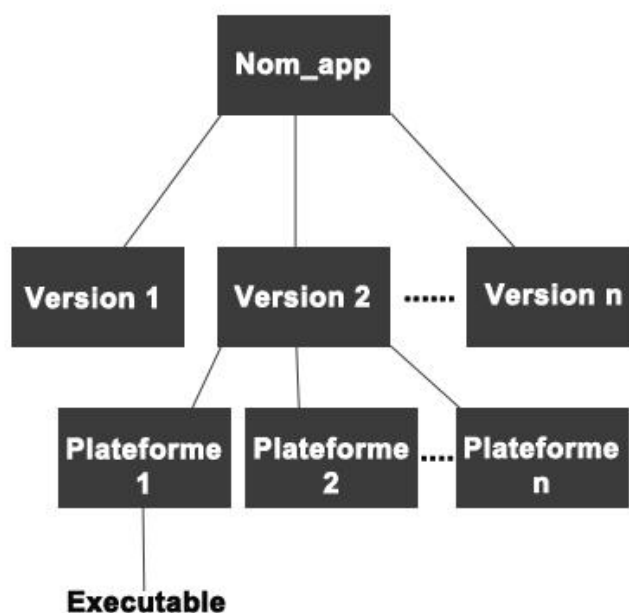 Nom_app
Version 1
Version 2
......
Version n
Plateforme
1
Plateforme
2
.....
Plateforme
n
Executable